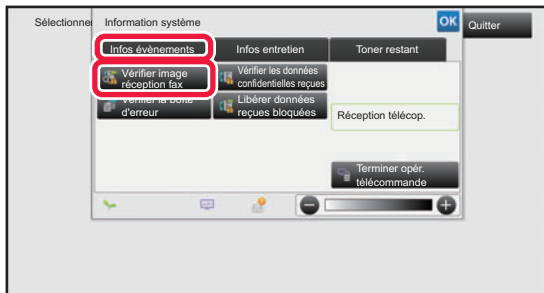 Sélectionne
Information système
OK
Quitter
Infos évènements
Infos entretien
Toner restant
Vérifier image
réception fax
Vérifier les données
confidentielles reçues
Vérifier la boîte
d'erreur
Libérer données
reçues bloquées
Réception télécop.
Terminer opér.
télécommande